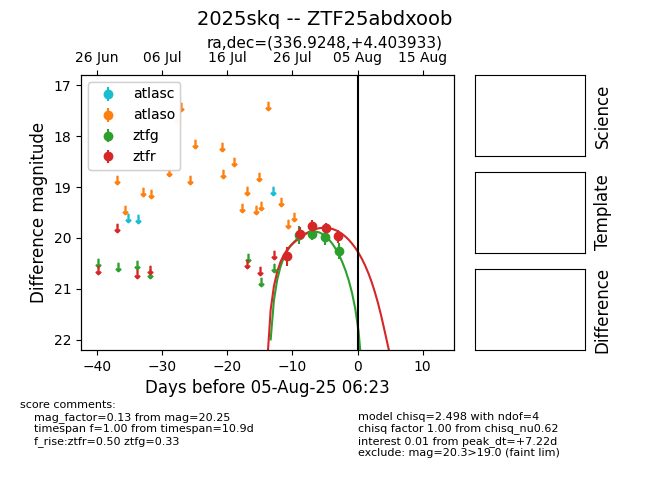 2025skq -- ZTF25abdxoob
ra,dec=(336.9248,+4.403933)
26 Jun 06 Jul 16 Jul 26 Jul 05 Aug 15 Aug
17
18
19
20
21
22
Difference magnitude
atlasc
atlaso
ztfg
ztfr
−40 −30 −20 −10 0 10
Days before 05-Aug-25 06:23
Science
Template
Difference
score comments:
mag_factor=0.13 from mag=20.25
timespan f=1.00 from timespan=10.9d
f_rise:ztfr=0.50 ztfg=0.33
model chisq=2.498 with ndof=4
chisq factor 1.00 from chisq_nu0.62
interest 0.01 from peak_dt=+7.22d
exclude: mag=20.3>19.0 (faint lim)